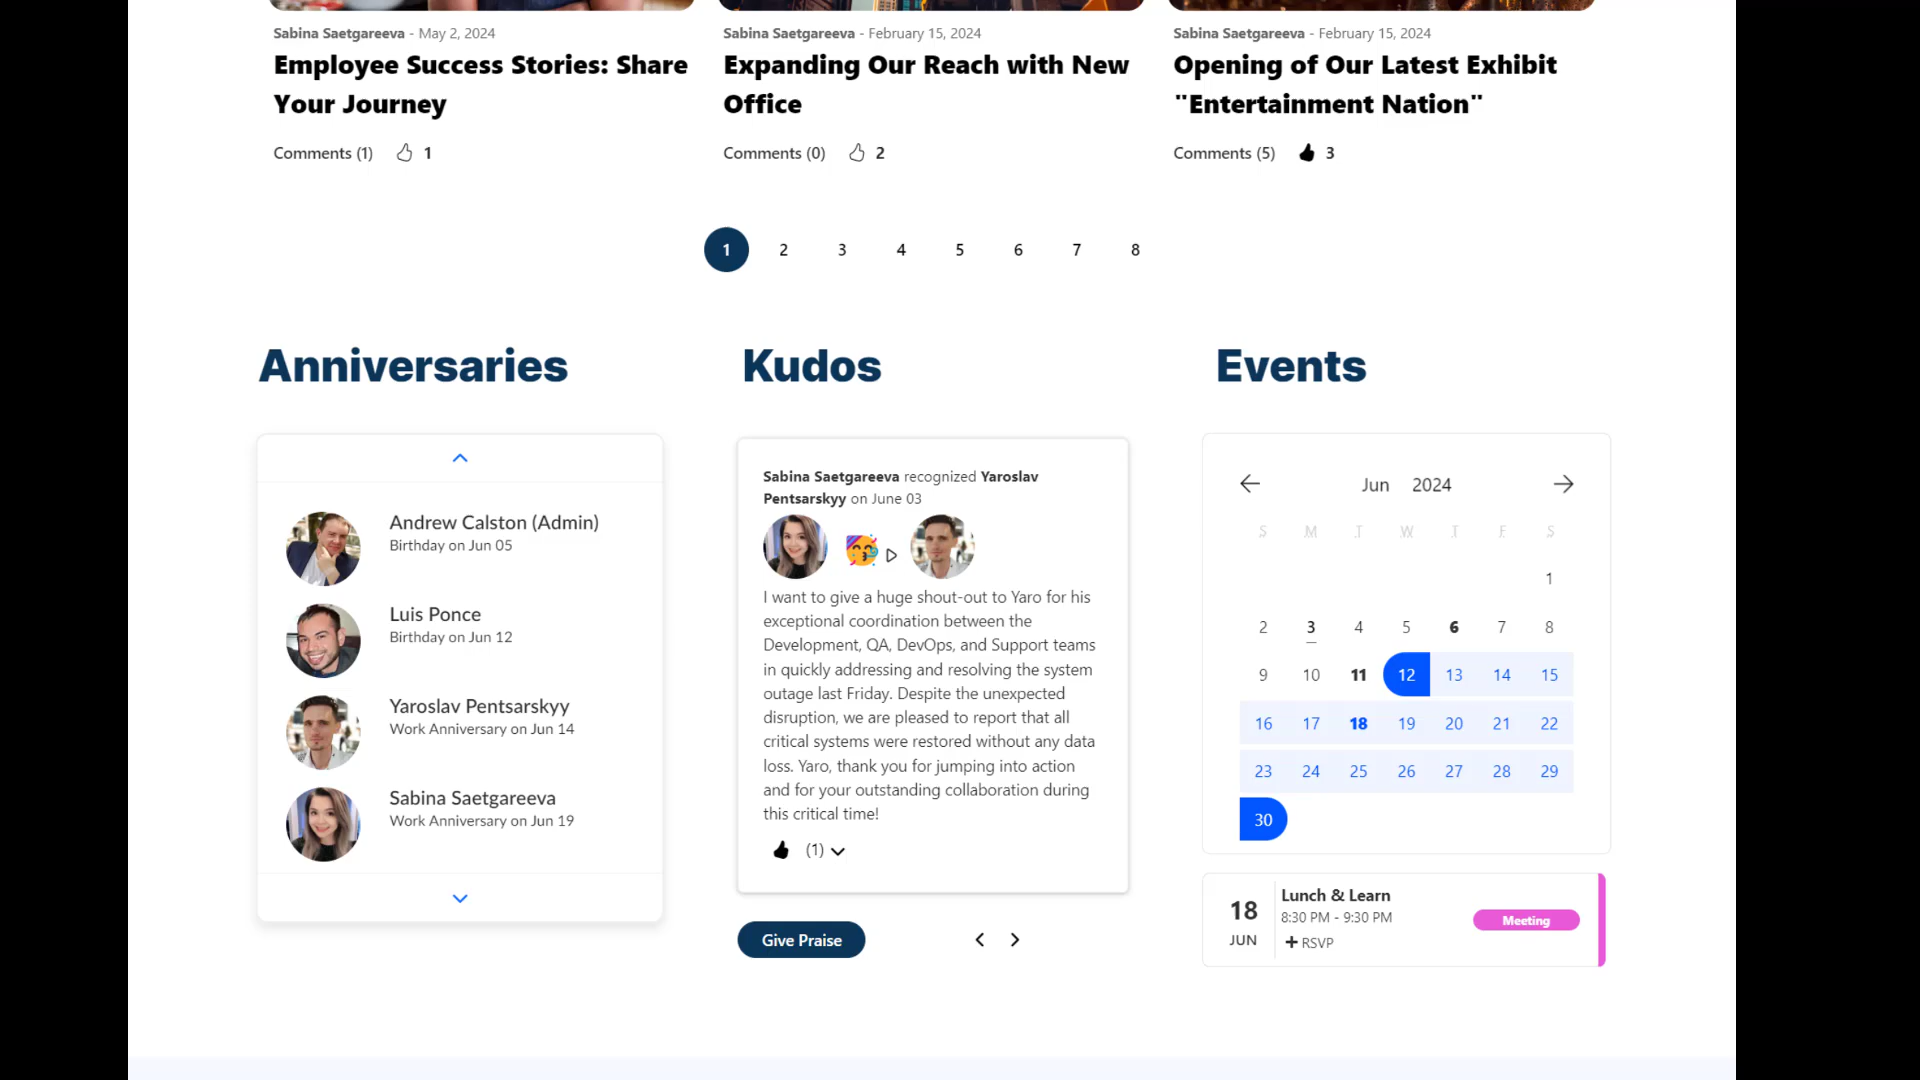 Sabina Saetgareeva - May 2, 2024
Employee Success Stories: Share
Your Journey
Comments (1) 1
Sabina Saetgareeva - February 15, 2024
Expanding Our Reach with New
Office
Comments (0) 2
Sabina Saetgareeva - February 15, 2024
Opening of Our Latest Exhibit
"Entertainment Nation"
Comments (5) 3
1 2 3 4 5 6 7 8
Anniversaries
Andrew Calston (Admin)
Birthday on Jun 05
Luis Ponce
Birthday on Jun 12
Yaroslav Pentsarskyy
Work Anniversary on Jun 14
Sabina Saetgareeva
Work Anniversary on Jun 19
Kudos
Sabina Saetgareeva recognized Yaroslav
Pentsarskyy on June 03
I want to give a huge shout-out to Yaro for his
exceptional coordination between the
Development, QA, DevOps, and Support teams
in quickly addressing and resolving the system
outage last Friday. Despite the unexpected
disruption, we are pleased to report that all
critical systems were restored without any data
loss. Yaro, thank you for jumping into action
and for your outstanding collaboration during
this critical time!
(1)
Give Praise
Events
Jun 2024
S M T W T F S
1
2 3 4 5 6 7 8
9 10 11 12 13 14 15
16 17 18 19 20 21 22
23 24 25 26 27 28 29
30
18
JUN
Lunch & Learn
8:30 PM - 9:30 PM
RSVP
Meeting